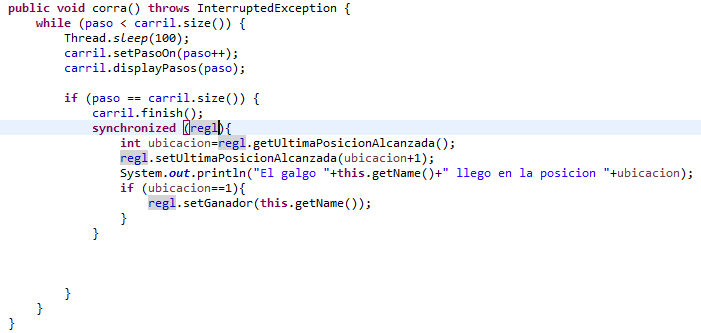 public void corra() throws InterruptedException {
while (paso < carril.size()) {
Thread.sleep(100);
carril.setPasoOn(paso++);
carril.displayPasos(paso);
if (paso == carril.size()) {
carril.finish();
synchronized (regl){
int ubicacion=regl.getUltimaPosicionAlcanzada();
regl.setUltimaPosicionAlcanzada(ubicacion+1);
System.out.println("El galgo "+this.getName()+" llego en la posicion "+ubicacion);
if (ubicacion==1){
regl.setGanador(this.getName());
}
}
}
}
}